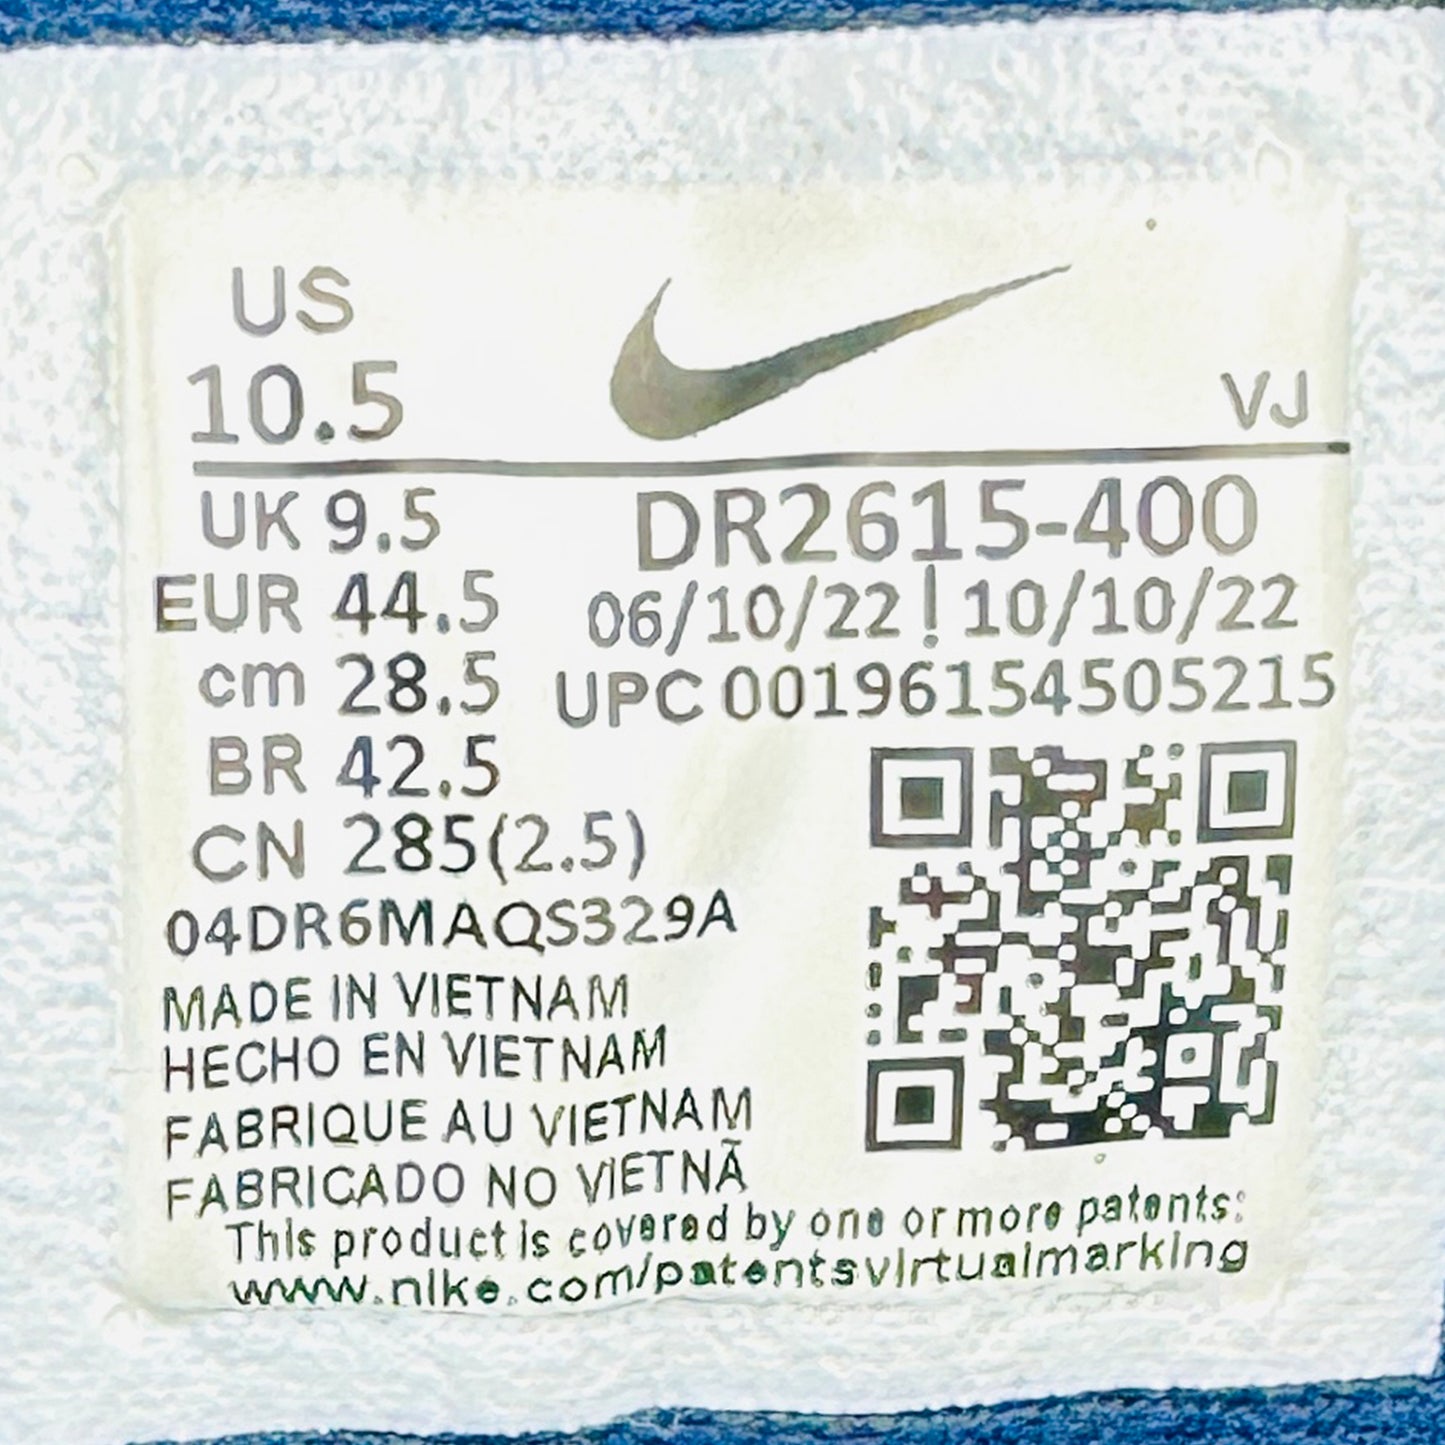 US
10.5
VJ
UK 9.5
EUR 44.5
cm 28.5
BR 42.5
CN 285(2.5)
DR2615-400
06/10/22 | 10/10/22
UPC 00196154505215
04DR6MAQS329A
MADE IN VIETNAM
HECHO EN VIETNAM
FABRIQUE AU VIETNAM
FABRICADO NO VIETNÃ
This product is covered by one or more patents:
www.nike.com/patentsvirtualmarking